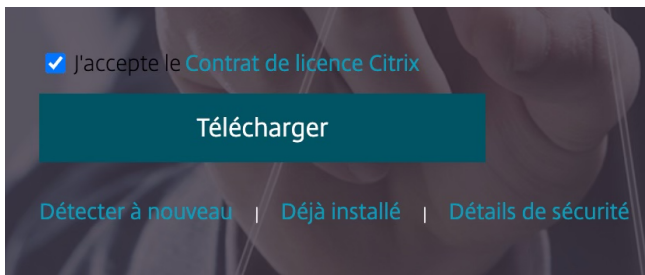 J'accepte le Contrat de licence Citrix
Télécharger
Détecter à nouveau | Déjà installé | Détails de sécurité